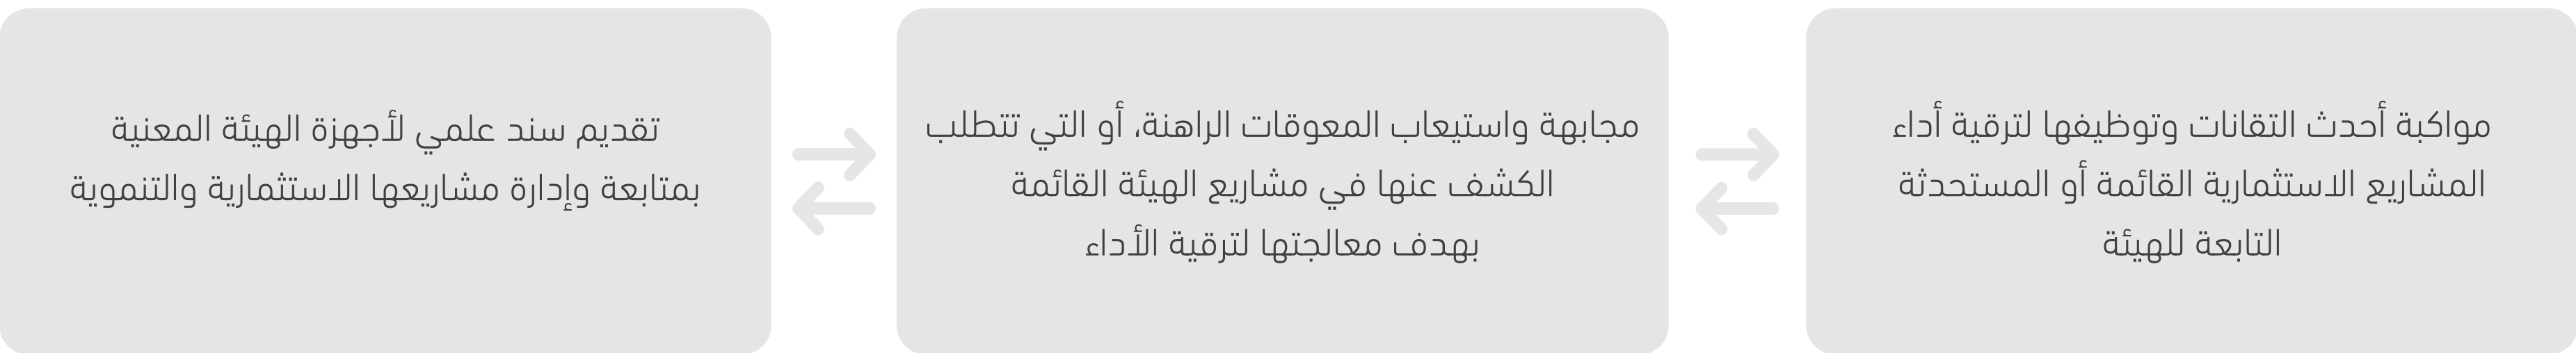 مواكبة أحدث التقانات وتوظيفها لترقية أداء
المشاريع الاستثمارية القائمة أو المستحدثة
التابعة للهيئة
مجابهة واستيعاب المعوقات الراهنة، أو التي تتطلب
الكشف عنها في مشاريع الهيئة القائمة
بهدف معالجتها لترقية الأداء
تقديم سند علمي لأجهزة الهيئة المعنية
بمتابعة وإدارة مشاريعها الاستثمارية والتنموية